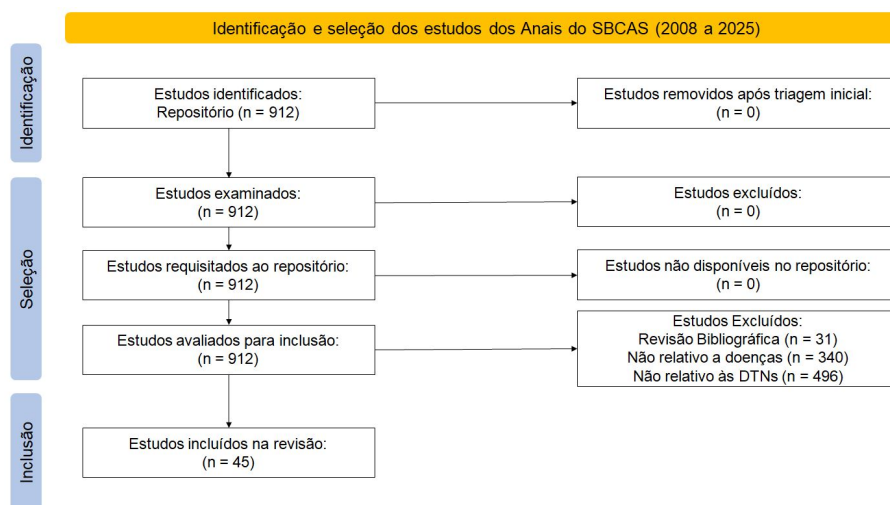 Identificação e seleção dos estudos dos Anais do SBCAS (2008 a 2025)
Identificação
Estudos identificados:
Repositório (n = 912)
Estudos removidos após triagem inicial:
(n = 0)
Seleção
Estudos examinados:
(n = 912)
Estudos excluídos:
(n = 0)
Estudos requisitados ao repositório:
(n = 912)
Estudos não disponíveis no repositório:
(n = 0)
Estudos avaliados para inclusão:
(n = 912)
Estudos Excluídos:
Revisão Bibliográfica (n = 31)
Não relativo a doenças (n = 340)
Não relativo às DTNs (n = 496)
Inclusão
Estudos incluídos na revisão:
(n = 45)